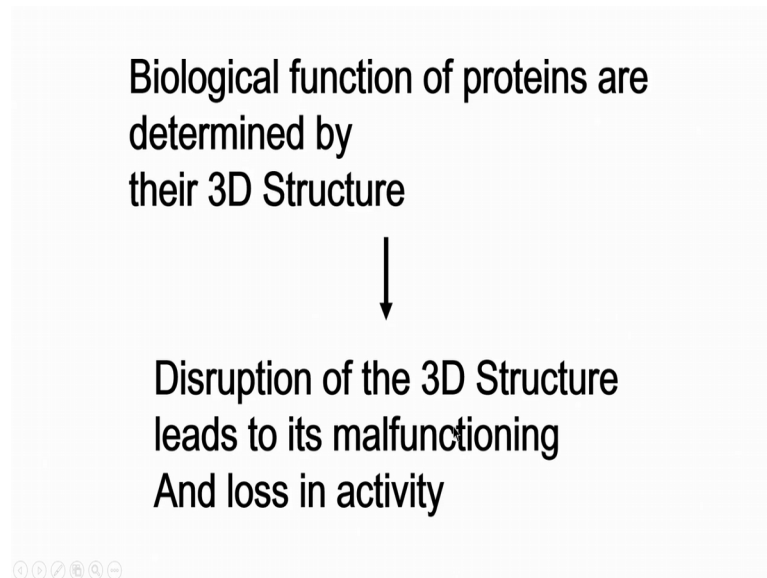 Biological function of proteins are
determined by
their 3D Structure
Disruption of the 3D Structure
leads to its malfunctioning
And loss in activity